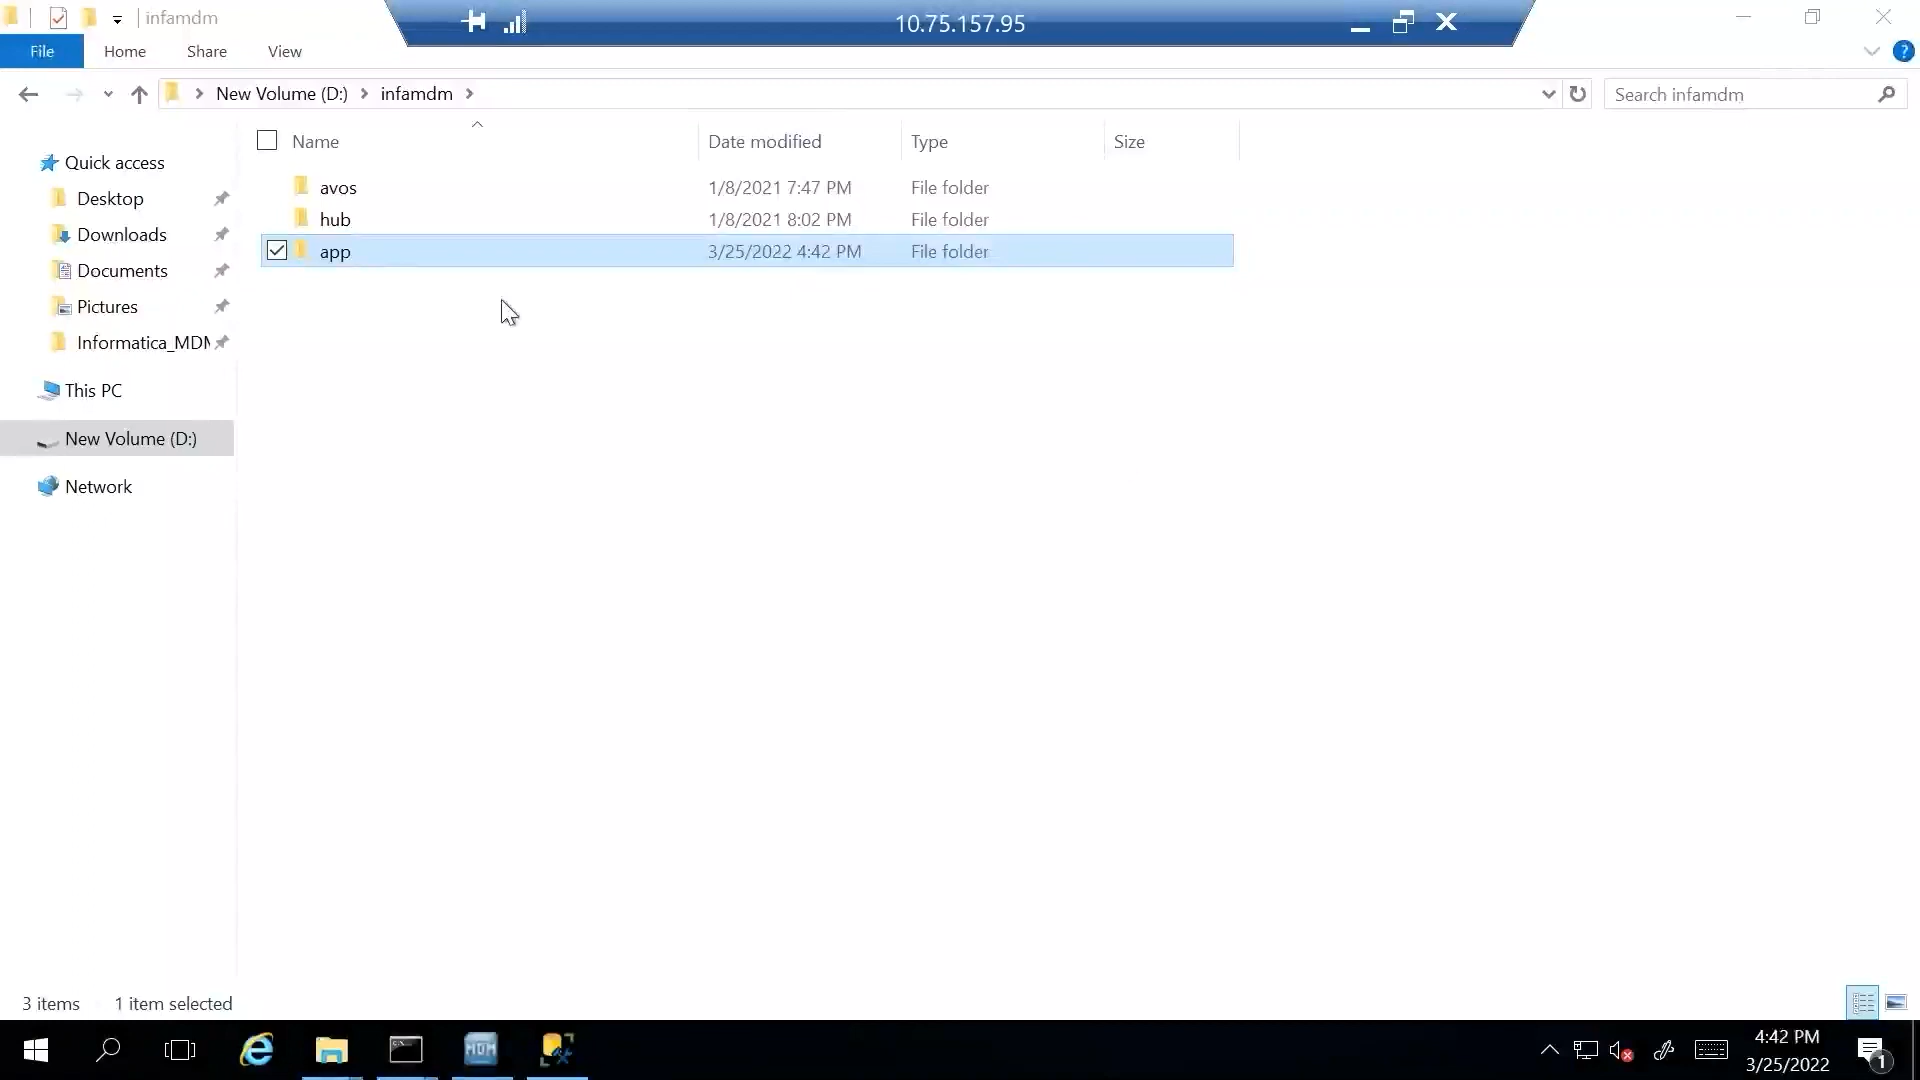 infamdm
10.75.157.95
File Home Share View
?
New Volume (D:) infamdm
Search infamdm
Name Date modified Type Size
Quick access
Desktop
Downloads
Documents
Pictures
Informatica_MDM
This PC
New Volume (D:)
Network
avos 1/8/2021 7:47 PM File folder
hub 1/8/2021 8:02 PM File folder
app 3/25/2022 4:42 PM File folder
3 items 1 item selected
MDM
4:42 PM
3/25/2022
1